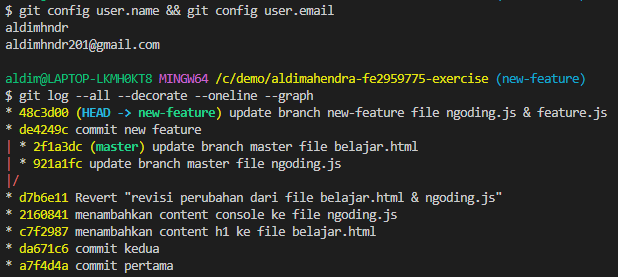 $ git config user.name && git config user.email
aldimhndr
aldimhndr201@gmail.com
aldim@LAPTOP-LKMH0KT8 MINGW64 /c/demo/aldimahendra-fe2959775-exercise (new-feature)
$ git log --all --decorate --oneline --graph
* 48c3d00 (HEAD -> new-feature) update branch new-feature file ngoding.js & feature.js
* de4249c commit new feature
| * 2f1a3dc (master) update branch master file belajar.html
| * 921a1fc update branch master file ngoding.js
|/
* d7b6e11 Revert "revisi perubahan dari file belajar.html & ngoding.js"
* 2160841 menambahkan content console ke file ngoding.js
* c7f2987 menambahkan content h1 ke file belajar.html
* da671c6 commit kedua
* a7f4d4a commit pertama